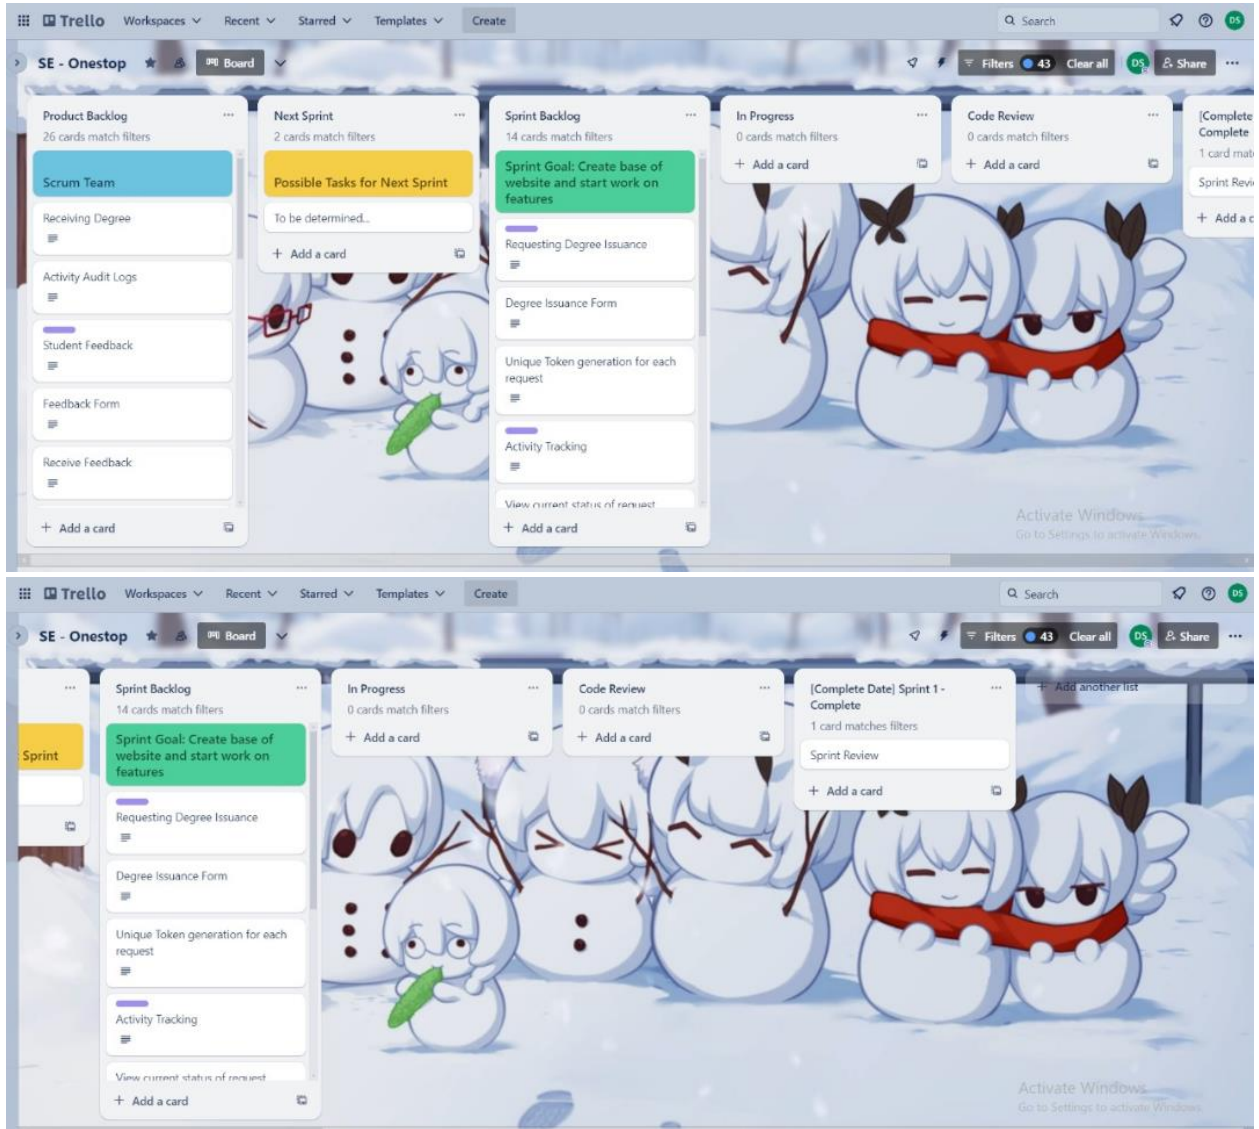 Trello Workspaces Recent Starred Templates Create Search DS
SE - Onestop Board Filters 43 Clear all DS Share
Product Backlog
26 cards match filters
Scrum Team
Receiving Degree
Activity Audit Logs
Student Feedback
Feedback Form
Receive Feedback
+ Add a card
Next Sprint
2 cards match filters
Possible Tasks for Next Sprint
To be determined...
+ Add a card
Sprint Backlog
14 cards match filters
Sprint Goal: Create base of
website and start work on
features
Requesting Degree Issuance
Degree Issuance Form
Unique Token generation for each
request
Activity Tracking
View current status of request
+ Add a card
In Progress
0 cards match filters
+ Add a card
Code Review
0 cards match filters
+ Add a card
[Complete
Complete
1 card mat
Sprint Revi
+ Add a c
Activate Windows
Go to Settings to activate Windows.
Trello Workspaces Recent Starred Templates Create Search DS
SE - Onestop Board Filters 43 Clear all DS Share
Sprint
Sprint Backlog
14 cards match filters
Sprint Goal: Create base of
website and start work on
features
Requesting Degree Issuance
Degree Issuance Form
Unique Token generation for each
request
Activity Tracking
View current status of request
+ Add a card
In Progress
0 cards match filters
+ Add a card
Code Review
0 cards match filters
+ Add a card
[Complete Date] Sprint 1 -
Complete
1 card matches filters
Sprint Review
+ Add a card
+ Add another list
Activate Windows
Go to Settings to activate Windows.